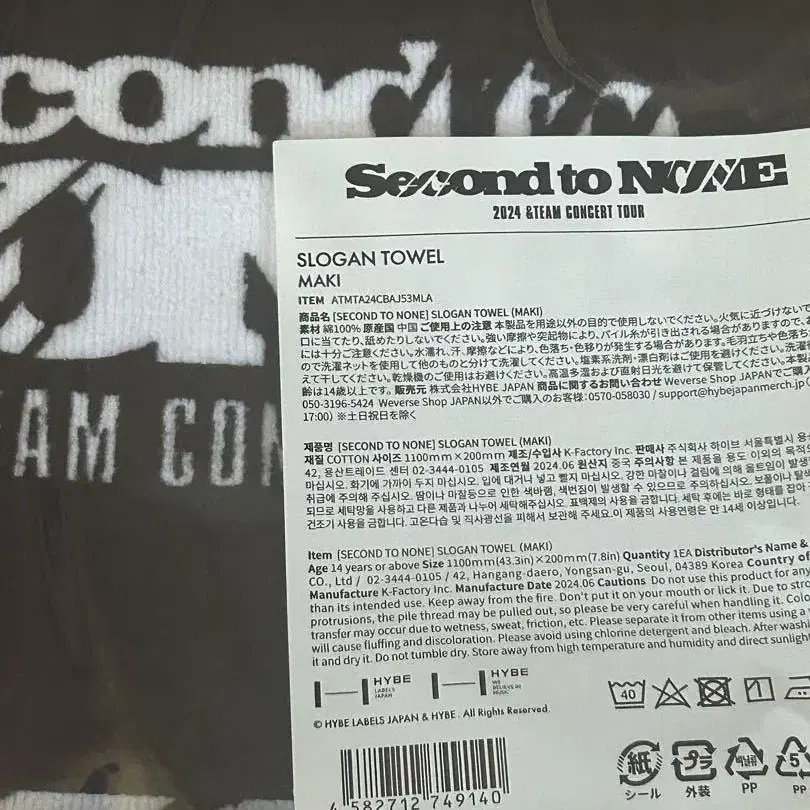 econd to
AM CON
Second to NONE
2024 &TEAM CONCERT TOUR
SLOGAN TOWEL
MAKI
ITEM ATMTA24CBAJ53MLA
商品名 [SECOND TO NONE] SLOGAN TOWEL (MAKI)
素材 綿100% 原産国 中国 ご使用上の注意 本製品を用途以外の目的で使用しないでください。火気に近づけないで
口に当てたり、舐めたりしないでください。強い摩擦や突起物により、パイル糸が引き出される場合がありますので、お
には十分ご注意ください。水濡れ、汗、摩擦などにより、色落ち・色移りが発生する場合があります。毛羽立ちや色落ち
ので洗濯ネットを使用して他のものと分けて洗濯してください。塩素系洗剤・漂白剤はご使用を避けてください。洗濯後
えて干してください。乾燥機のご使用はお避けください。高温多湿および直射日光を避けて保管してください。本製品
齢は14歳以上です。 販売元 株式会社HYBE JAPAN 商品に関するお問い合わせ Weverse Shop JAPANでご購入
050-3196-5424 Weverse Shop JAPAN以外でご購入のお客様:0570-058030 / support@hybejapanmerch.c
17:00) ※土日祝日を除く
제품명 [SECOND TO NONE] SLOGAN TOWEL (MAKI)
재질 COTTON 사이즈 1100mm×200mm 제조/수입사 K-Factory Inc. 판매사 주식회사 하이브 서울특별시 용
42, 용산트레이드 센터 02-3444-0105 제조연월 2024.06 원산지 중국 주의사항 본 제품을 용도 이외의 목적
마십시오. 화기에 가까이 두지 마십시오. 입에 대거나 넣고 빨지 마십시오. 강한 마찰이나 걸림에 의해 올트임이 발생
취급에 주의해 주십시오. 땀이나 마찰등으로 인한 색바램, 색번짐이 발생할 수 있으므로 주의하십시오. 보풀이나 탈색
되므로 세탁망을 사용하고 다른 제품과 나누어 세탁해주십시오. 표백제의 사용을 금합니다. 세탁 후에는 바로 형태를 잡아
건조기 사용을 금합니다. 고온다습 및 직사광선을 피해서 보관해 주세요.이 제품의 사용연령은 만 14세 이상입니다.
Item [SECOND TO NONE] SLOGAN TOWEL (MAKI)
Age 14 years or above Size 1100mm(43.3in)×200mm(7.8in) Quantity 1EA Distributor's Name &
CO., Ltd / 02-3444-0105 / 42, Hangang-daero, Yongsan-gu, Seoul, 04389 Korea Country of
Manufacture K-Factory Inc. Manufacture Date 2024.06 Cautions Do not use this product for any
than its intended use. Keep away from the fire. Don't put it on your mouth or lick it. Due to stro
protrusions, the pile thread may be pulled out, so please be very careful when handling it. Colo
transfer may occur due to wetness, sweat, friction, etc. Please separate it from other items using a
will cause fluffing and discoloration. Please avoid using chlorine detergent and bleach. After washi
it and dry it. Do not tumble dry. Store away from high temperature and humidity and direct sunligh
HYBE LABELS JAPAN
HYBE WE BELIEVE IN MUSIC
© HYBE LABELS JAPAN & HYBE. All Rights Reserved.
40
紙 プラ 5
シール 外装 PP
4 582712 749140